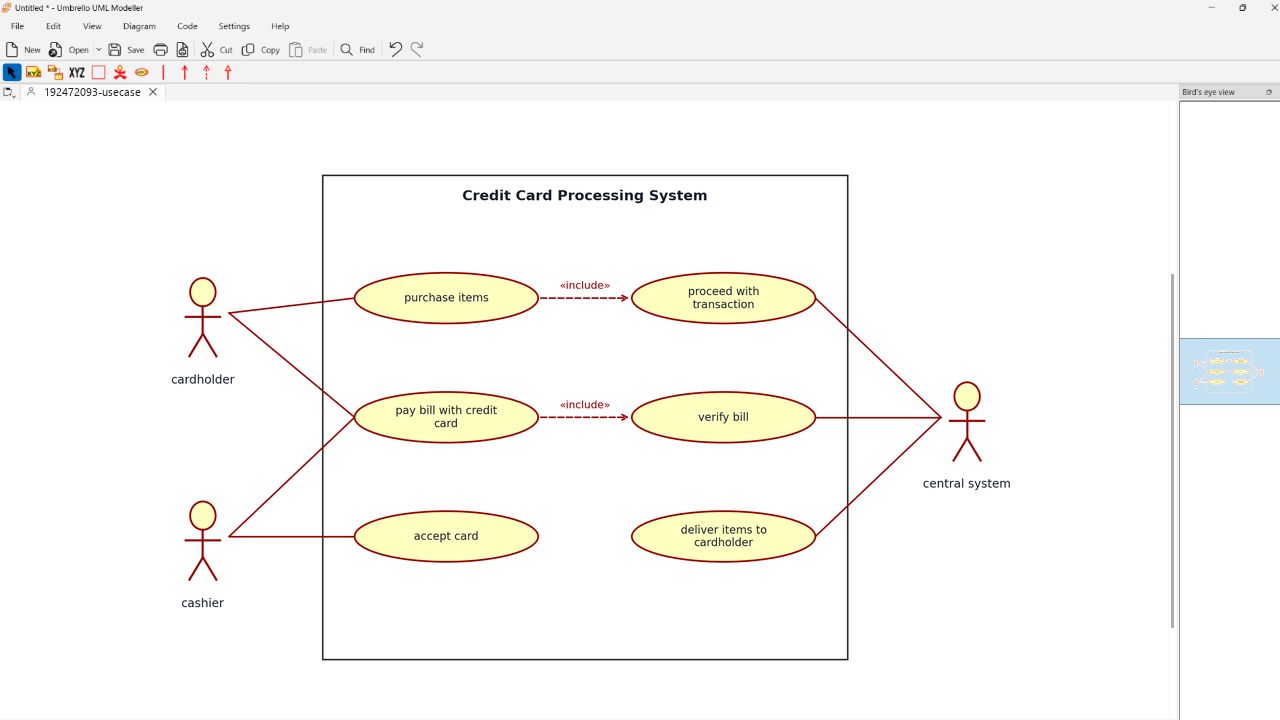 Untitled * - Umbrello UML Modeller
File Edit View Diagram Code Settings Help
New Open Save Cut Copy Paste Find
XYZ
192472093-usecase
Bird's eye view
Credit Card Processing System
purchase items
«include»
proceed with
transaction
cardholder
pay bill with credit
card
«include»
verify bill
central system
accept card
deliver items to
cardholder
cashier